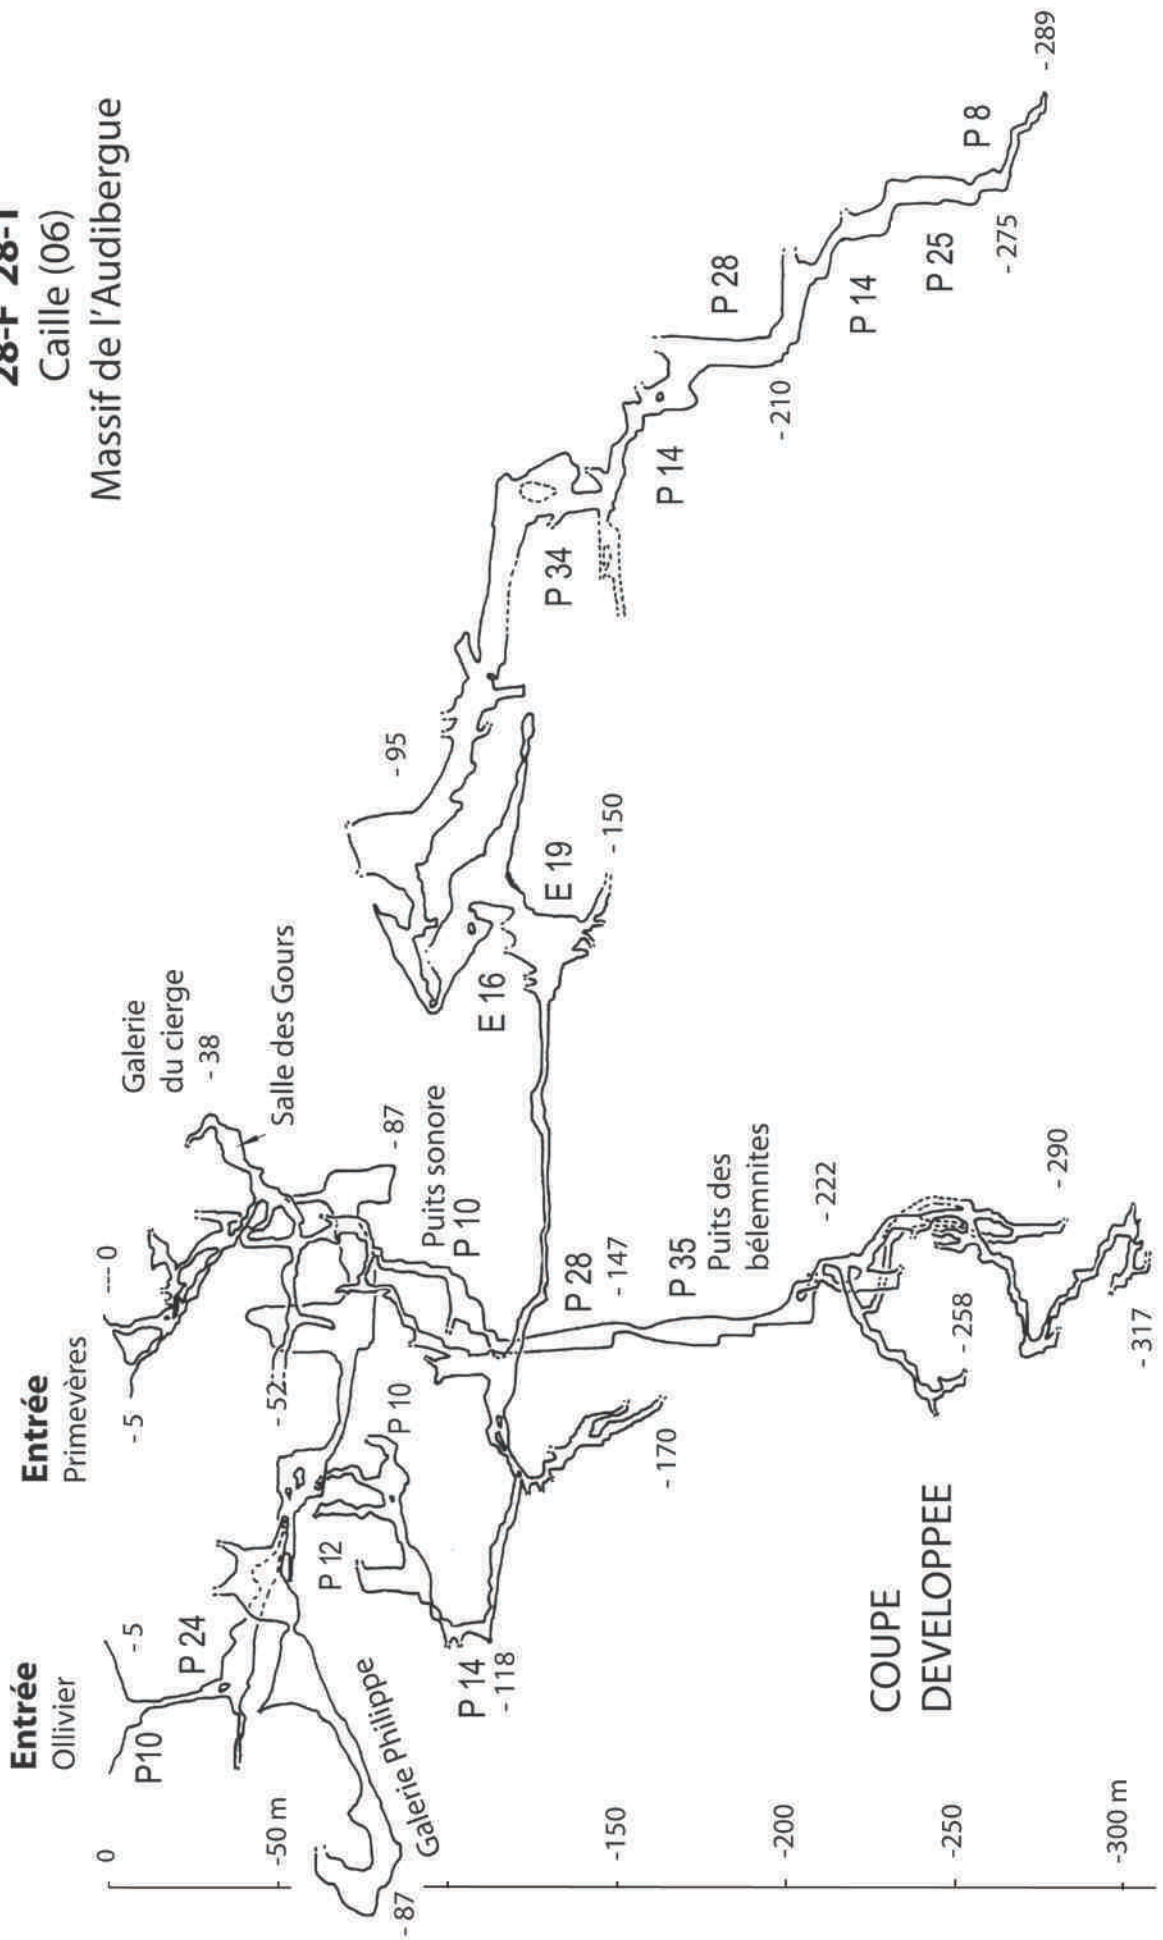 28-F 28-1
Caille (06)
Massif de l'Audibergue
Entrée
Ollivier
Entrée
Primevères
0
-50 m
-150
-200
-250
-300 m
P10
- 5
P 24
- 87
Galerie Philippe
P 12
P 10
P 14
- 118
- 170
- 5
---- 0
-52
Galerie
du cierge
- 38
Salle des Gours
- 87
Puits sonore
P 10
P 28
- 147
P 35
Puits des
bélemnites
- 222
- 258
- 290
- 317
E 16
E 19
- 150
- 95
P 34
P 14
- 210
P 28
P 14
P 25
- 275
P 8
- 289
COUPE
DEVELOPPEE